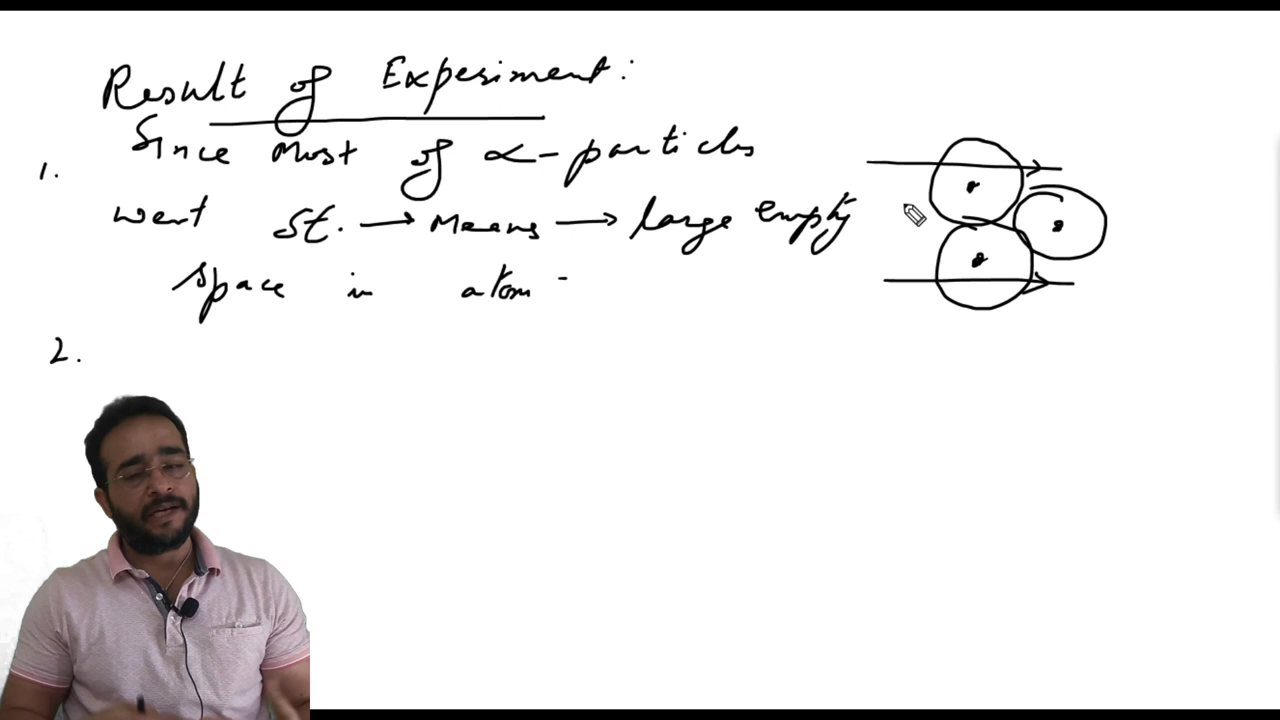 Result of Experiment:
1. Since most of α-particles
went St. → Means → large empty
space in atom -
2.